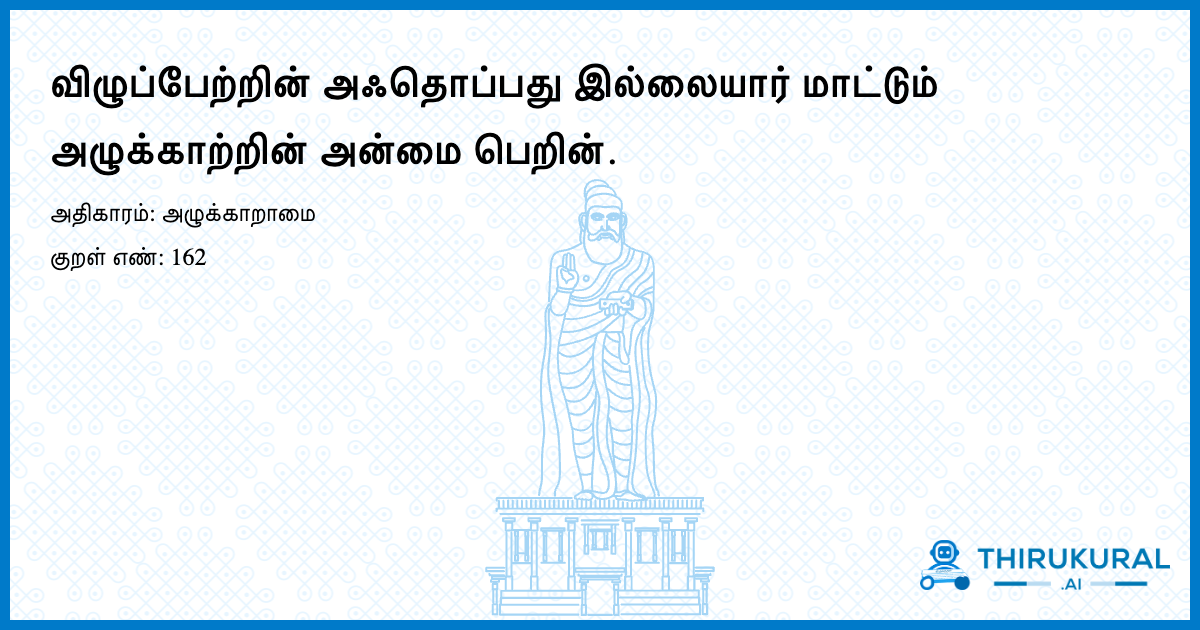 விழுப்பேற்றின் அஃதொப்பது இல்லையார் மாட்டும்
அழுக்காற்றின் அன்மை பெறின்.
அதிகாரம்: அழுக்காறாமை
குறள் எண்: 162
THIRUKURAL
.AI